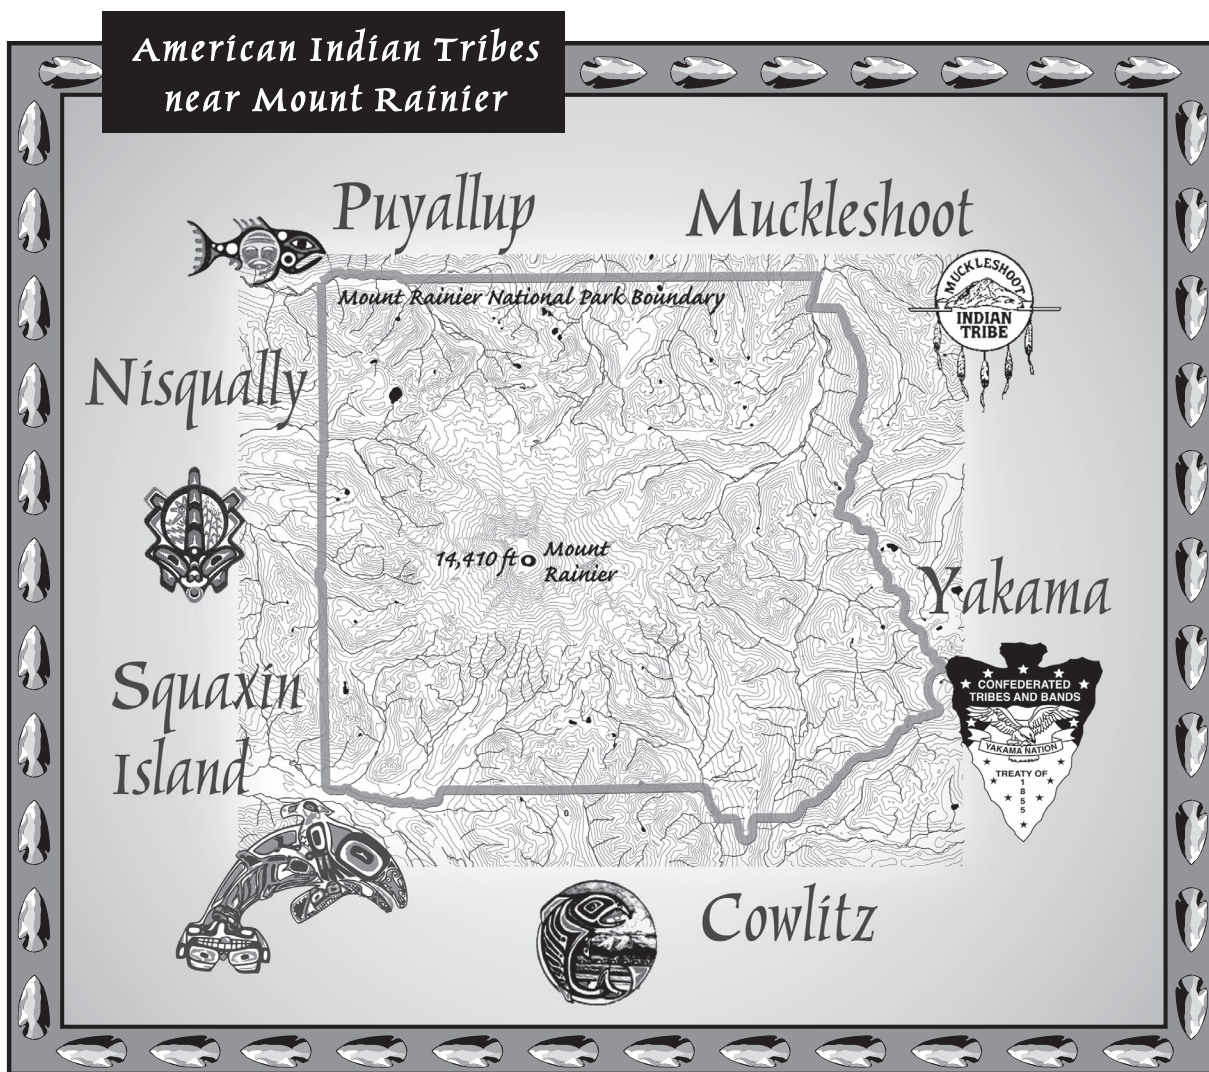 American Indian Tribes
near Mount Rainier
Puyallup
Muckleshoot
MUCKLESHOOT
INDIAN
TRIBE
Mount Rainier National Park Boundary
Nisqually
14,410 ft
Mount
Rainier
Yakama
CONFEDERATED
TRIBES AND BANDS
YAKAMA NATION
TREATY OF
1
8
5
5
Squaxin
Island
Cowlitz